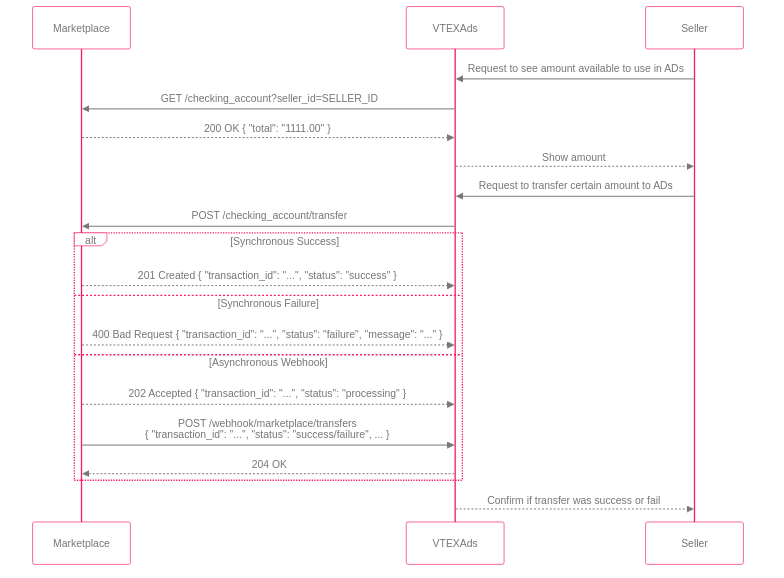 Marketplace
VTEXAds
Seller
Request to see amount available to use in ADs
GET /checking_account?seller_id=SELLER_ID
200 OK { "total": "1111.00" }
Show amount
Request to transfer certain amount to ADs
POST /checking_account/transfer
alt
[Synchronous Success]
201 Created { "transaction_id": "...", "status": "success" }
[Synchronous Failure]
400 Bad Request { "transaction_id": "...", "status": "failure", "message": "..." }
[Asynchronous Webhook]
202 Accepted { "transaction_id": "...", "status": "processing" }
POST /webhook/marketplace/transfers
{ "transaction_id": "...", "status": "success/failure", ... }
204 OK
Confirm if transfer was success or fail
Marketplace
VTEXAds
Seller